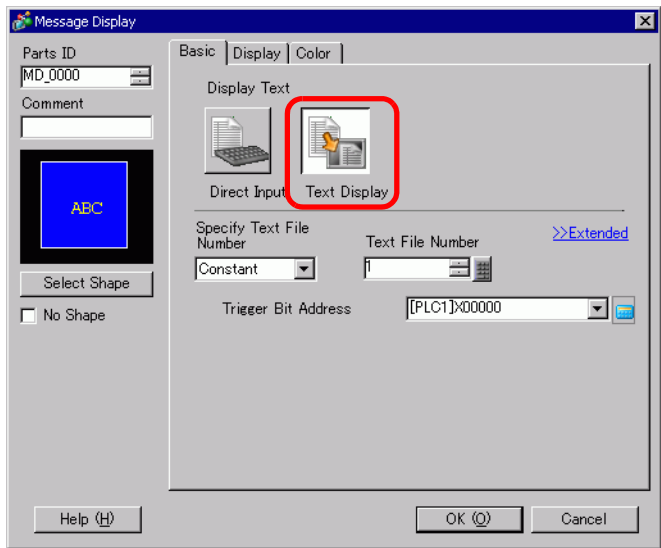 Message Display
Parts ID
MD_0000
Comment
ABC
Select Shape
No Shape
Basic
Display
Color
Display Text
Direct Input
Text Display
Specify Text File
Number
Text File Number
>>Extended
Constant
1
Trigger Bit Address
[PLC1]X00000
Help (H)
OK (O)
Cancel